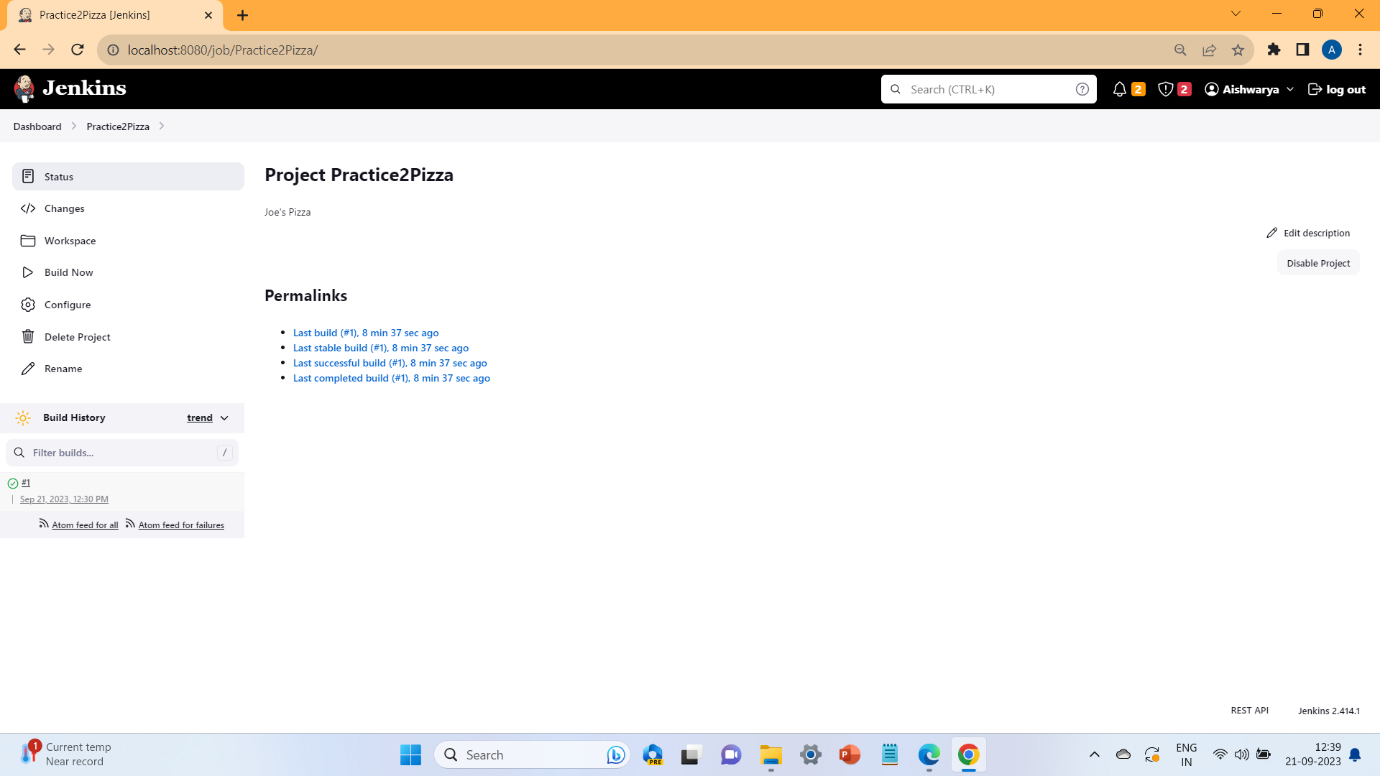 Practice2Pizza [Jenkins]
localhost:8080/job/Practice2Pizza/
A
Jenkins
Search (CTRL+K)
2
2
Aishwarya
log out
Dashboard
Practice2Pizza
Status
Changes
Workspace
Build Now
Configure
Delete Project
Rename
Build History
trend
Filter builds...
/
#1
Sep 21, 2023, 12:30 PM
Atom feed for all
Atom feed for failures
Project Practice2Pizza
Joe's Pizza
Edit description
Disable Project
Permalinks
Last build (#1), 8 min 37 sec ago
Last stable build (#1), 8 min 37 sec ago
Last successful build (#1), 8 min 37 sec ago
Last completed build (#1), 8 min 37 sec ago
REST API
Jenkins 2.414.1
1
Current temp
Near record
Search
PRE
ENG
IN
12:39
21-09-2023